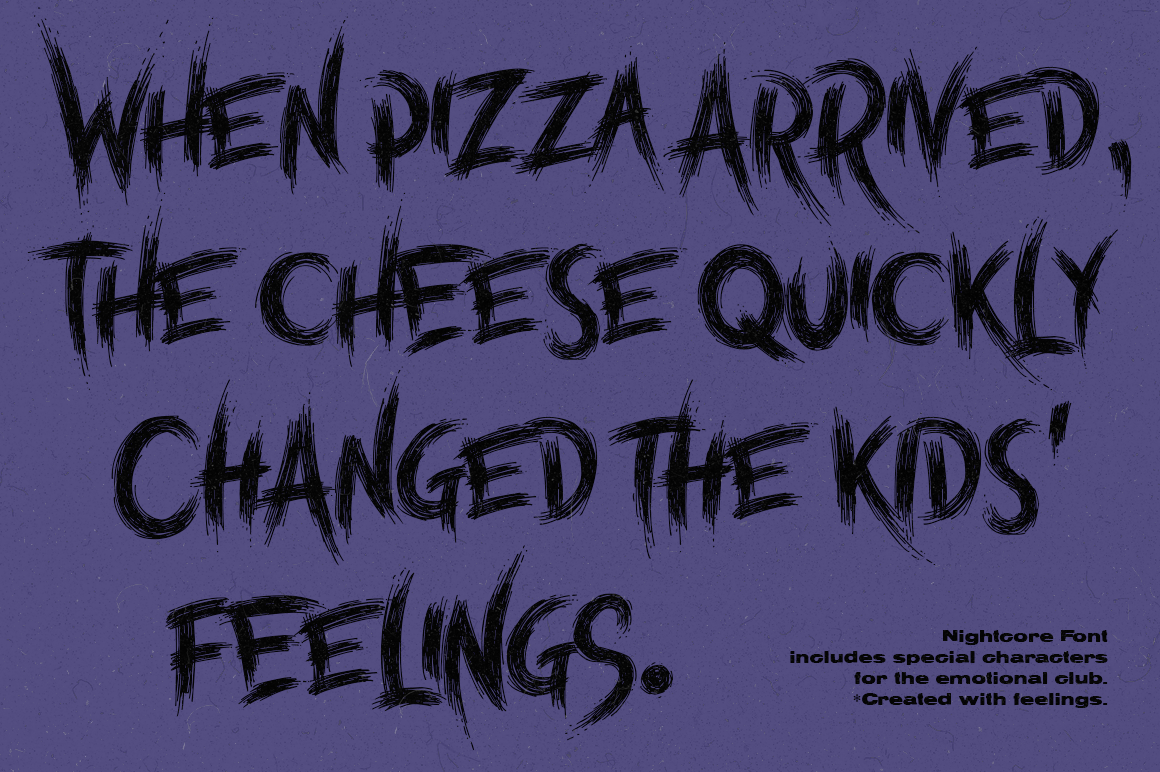 WHEN PIZZA ARRIVED,
THE CHEESE QUICKLY
CHANGED THE KIDS'
FEELINGS.
Nightcore Font
includes special characters
for the emotional club.
*Created with feelings.